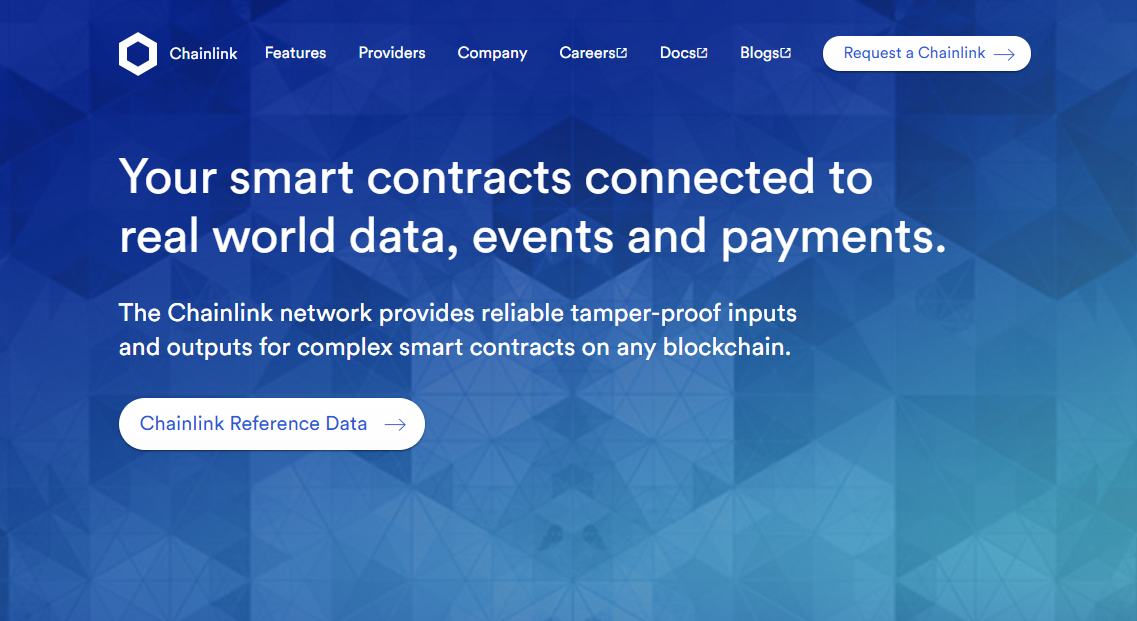 Chainlink Features Providers Company Careers Docs Blogs Request a Chainlink
Your smart contracts connected to
real world data, events and payments.
The Chainlink network provides reliable tamper-proof inputs
and outputs for complex smart contracts on any blockchain.
Chainlink Reference Data